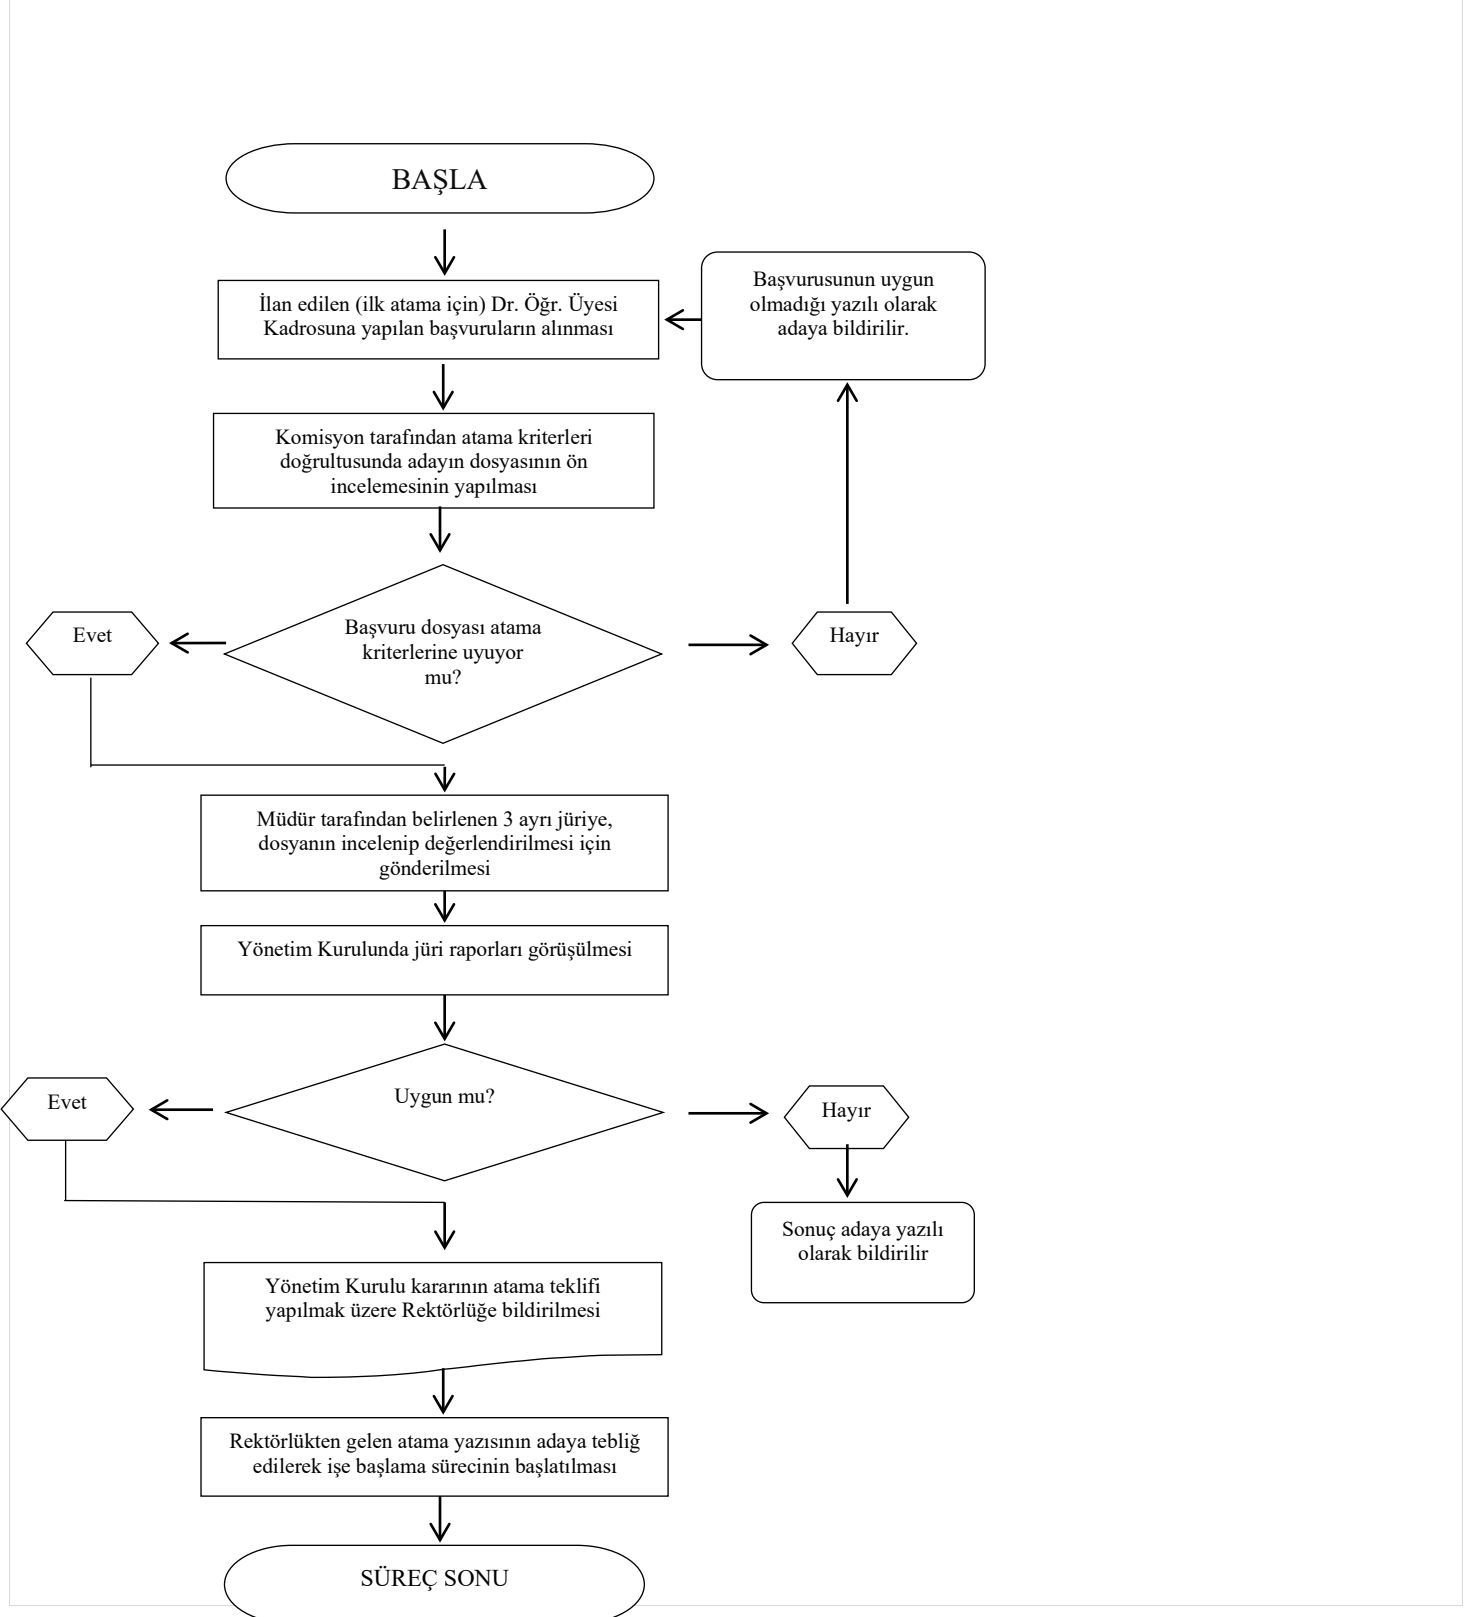 BAŞLA
İlan edilen (ilk atama için) Dr. Öğr. Üyesi
Kadrosuna yapılan başvuruların alınması
Başvurusunun uygun
olmadığı yazılı olarak
adaya bildirilir.
Komisyon tarafından atama kriterleri
doğrultusunda adayın dosyasının ön
incelemesinin yapılması
Evet
Başvuru dosyası atama
kriterlerine uyuyor
mu?
Hayır
Müdür tarafından belirlenen 3 ayrı jüriye,
dosyanın incelenip değerlendirilmesi için
gönderilmesi
Yönetim Kurulunda jüri raporları görüşülmesi
Evet
Uygun mu?
Hayır
Sonuç adaya yazılı
olarak bildirilir
Yönetim Kurulu kararının atama teklifi
yapılmak üzere Rektörlüğe bildirilmesi
Rektörlükten gelen atama yazısının adaya tebliğ
edilerek işe başlama sürecinin başlatılması
SÜREÇ SONU